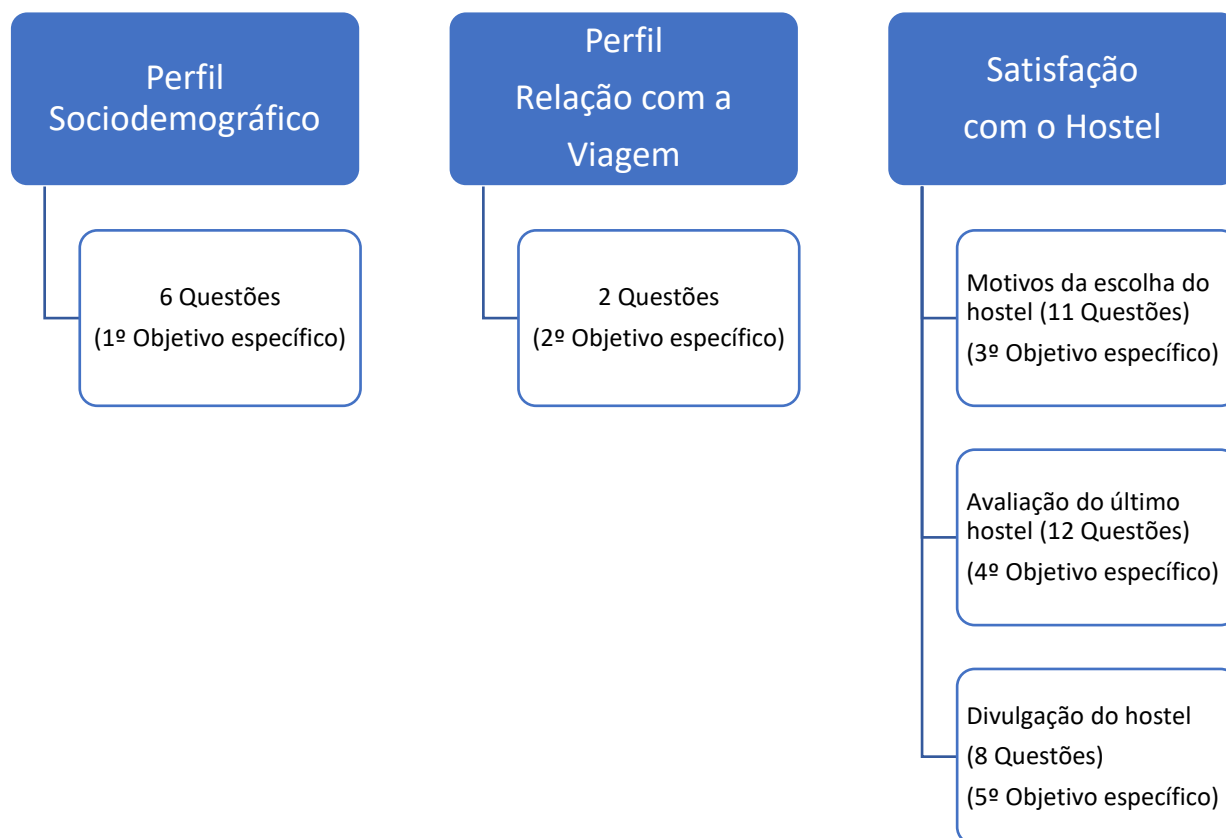 Perfil
Sociodemográfico
6 Questões
(1º Objetivo específico)
Perfil
Relação com a
Viagem
2 Questões
(2º Objetivo específico)
Satisfação
com o Hostel
Motivos da escolha do
hostel (11 Questões)
(3º Objetivo específico)
Avaliação do último
hostel (12 Questões)
(4º Objetivo específico)
Divulgação do hostel
(8 Questões)
(5º Objetivo específico)